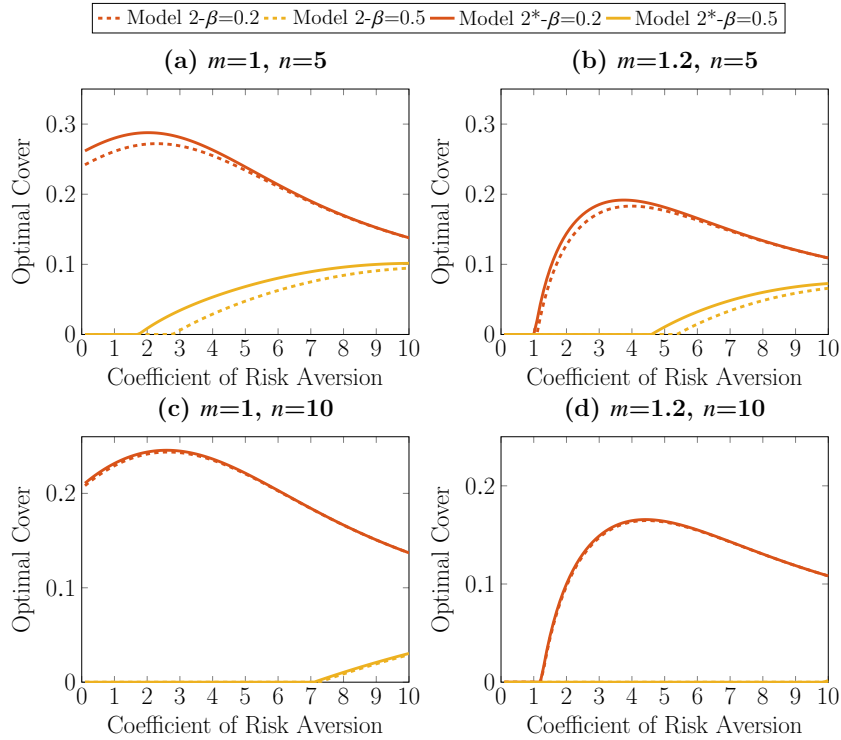 Model 2-β=0.2 Model 2-β=0.5 Model 2*-β=0.2 Model 2*-β=0.5
(a) m=1, n=5
(b) m=1.2, n=5
0.3
0.2
0.1
0
Optimal Cover
0 1 2 3 4 5 6 7 8 9 10
Coefficient of Risk Aversion
0.3
0.2
0.1
0
Optimal Cover
0 1 2 3 4 5 6 7 8 9 10
Coefficient of Risk Aversion
(c) m=1, n=10
(d) m=1.2, n=10
0.2
0.1
0
Optimal Cover
0 1 2 3 4 5 6 7 8 9 10
Coefficient of Risk Aversion
0.2
0.1
0
Optimal Cover
0 1 2 3 4 5 6 7 8 9 10
Coefficient of Risk Aversion